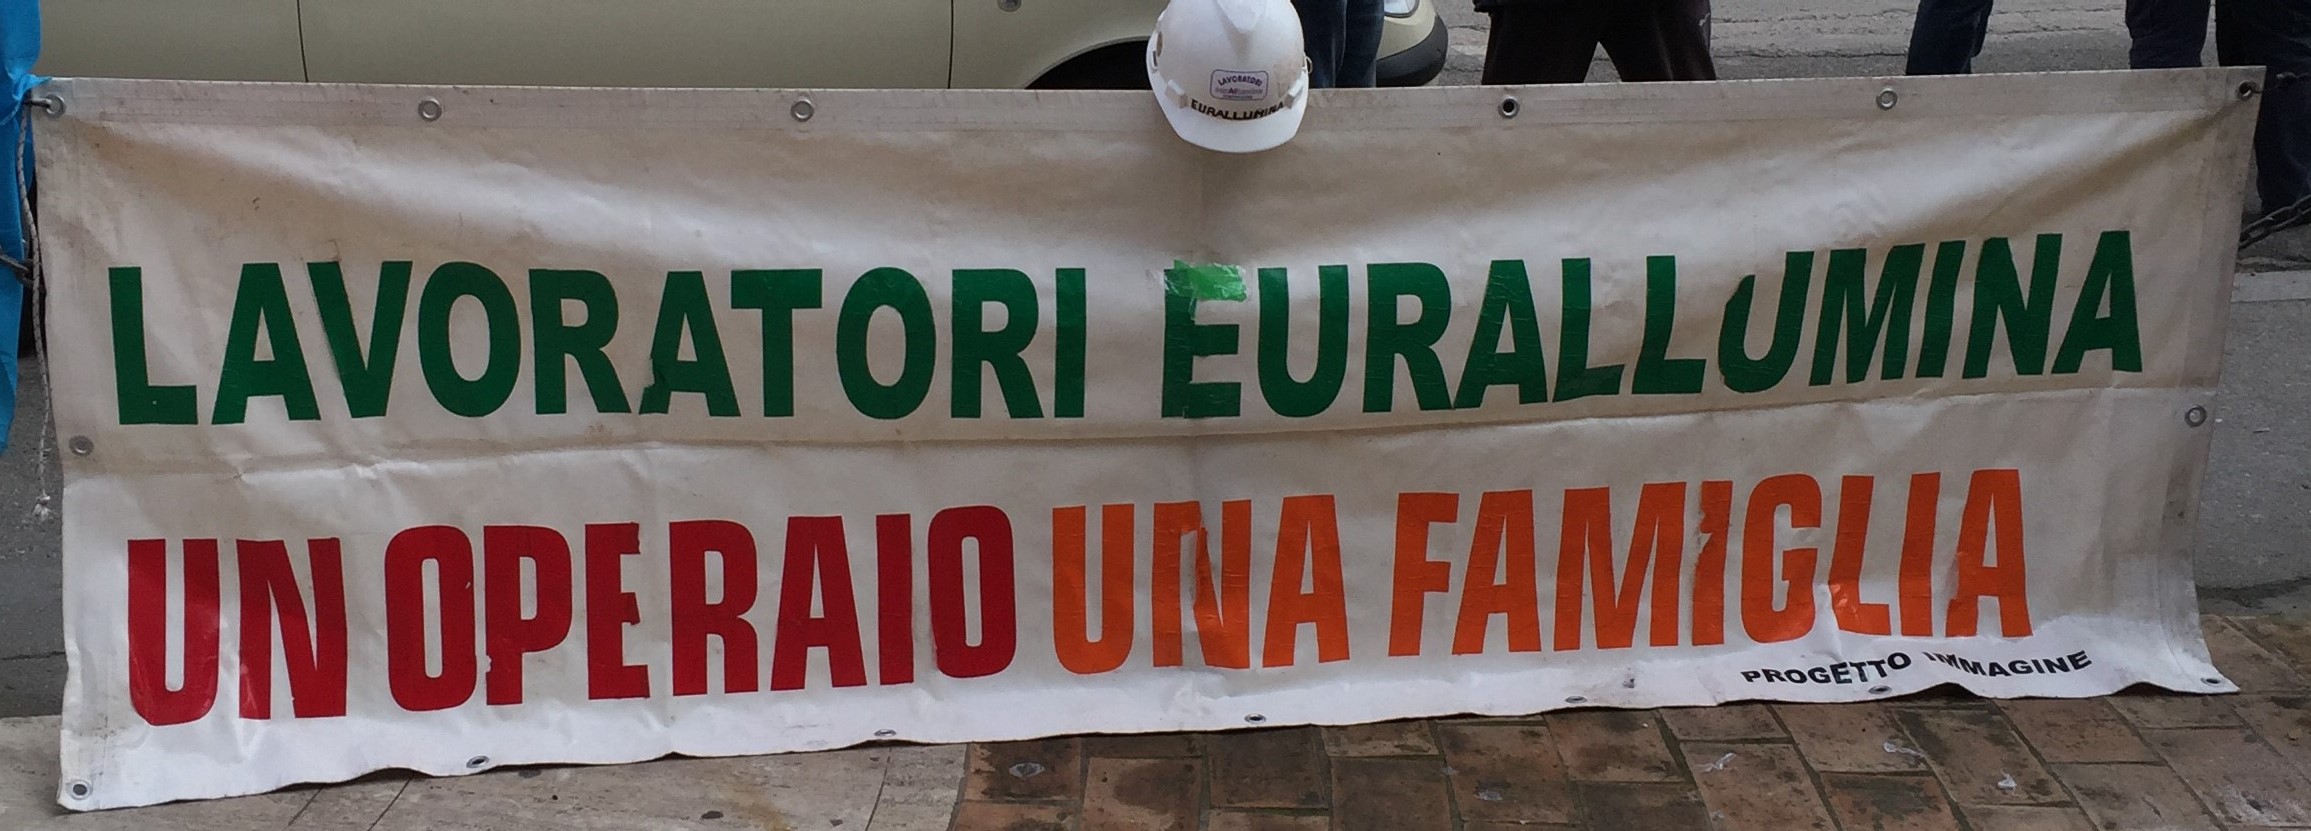 LAVORATORI
EURALLUMINA
LAVORATORI EURALLUMINA
UN OPERAIO UNA FAMIGLIA
PROGETTO IMMAGINE